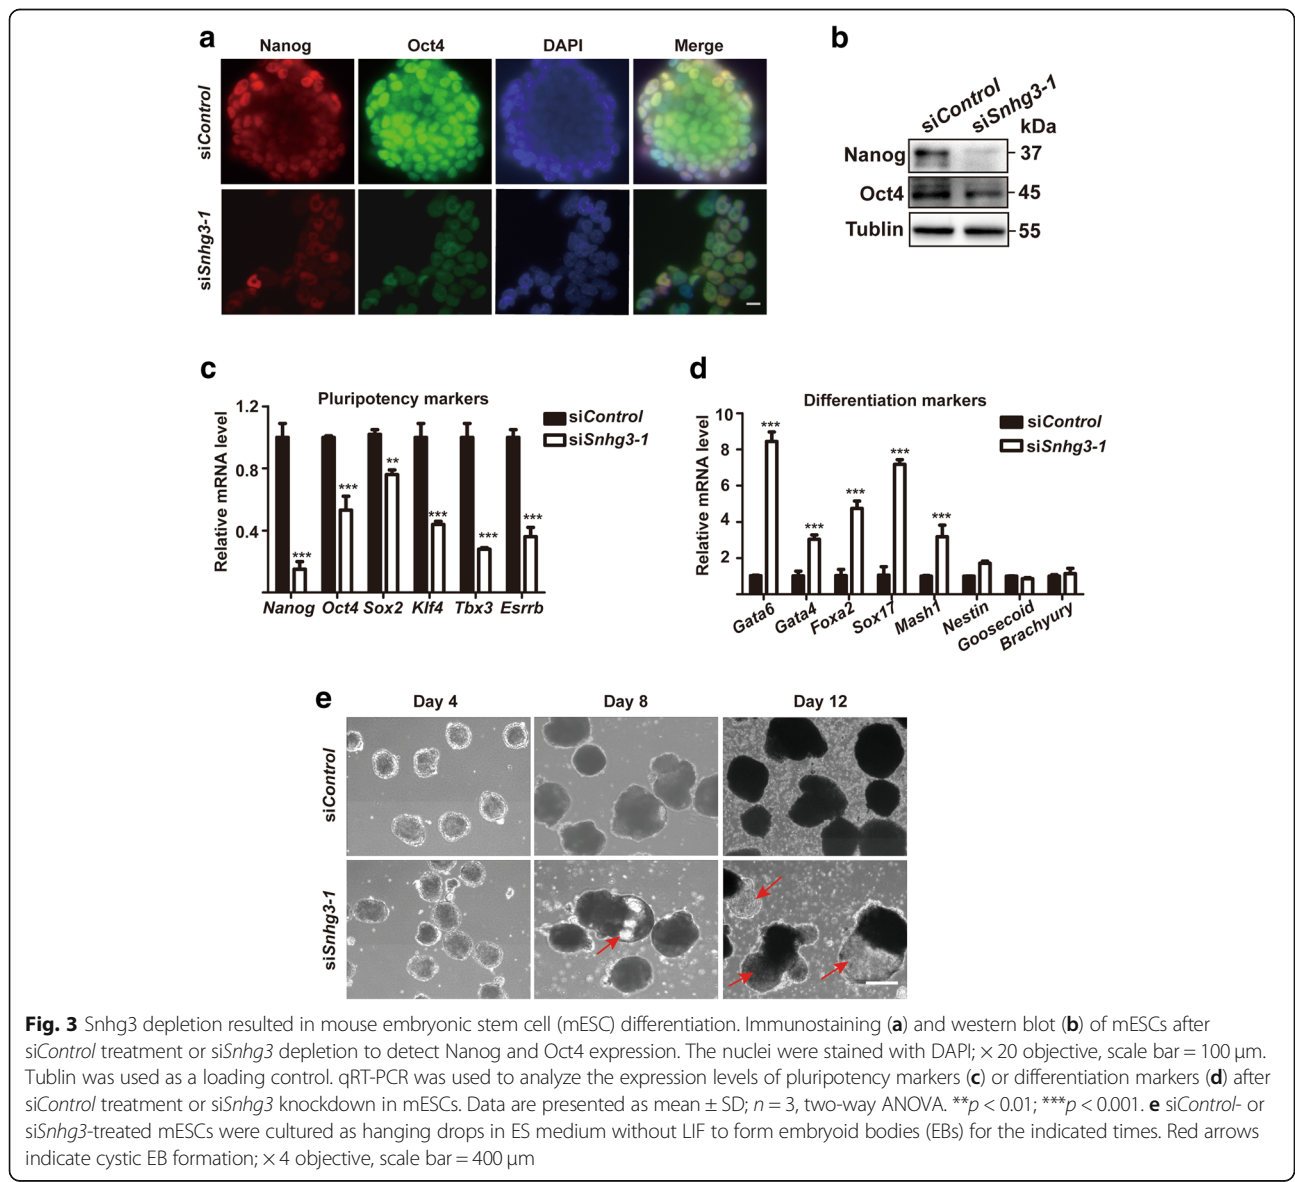 a
Nanog Oct4 DAPI Merge
siControl
siSnhg3-1
b
siControl siSnhg3-1
kDa
Nanog 37
Oct4 45
Tublin 55
c
Pluripotency markers
siControl
siSnhg3-1
Relative mRNA level
1.2
0.8
0.4
*** *** ** *** *** ***
Nanog Oct4 Sox2 Klf4 Tbx3 Esrrb
d
Differentiation markers
siControl
siSnhg3-1
Relative mRNA level
10
8
6
4
2
*** *** *** *** ***
Gata6 Gata4 Foxa2 Sox17 Mash1 Nestin Goosecoid Brachyury
e
Day 4 Day 8 Day 12
siControl
siSnhg3-1
Fig. 3 Snhg3 depletion resulted in mouse embryonic stem cell (mESC) differentiation. Immunostaining (a) and western blot (b) of mESCs after
siControl treatment or siSnhg3 depletion to detect Nanog and Oct4 expression. The nuclei were stained with DAPI; × 20 objective, scale bar = 100 μm.
Tublin was used as a loading control. qRT-PCR was used to analyze the expression levels of pluripotency markers (c) or differentiation markers (d) after
siControl treatment or siSnhg3 knockdown in mESCs. Data are presented as mean ± SD; n = 3, two-way ANOVA. **p < 0.01; ***p < 0.001. e siControl- or
siSnhg3-treated mESCs were cultured as hanging drops in ES medium without LIF to form embryoid bodies (EBs) for the indicated times. Red arrows
indicate cystic EB formation; × 4 objective, scale bar = 400 μm